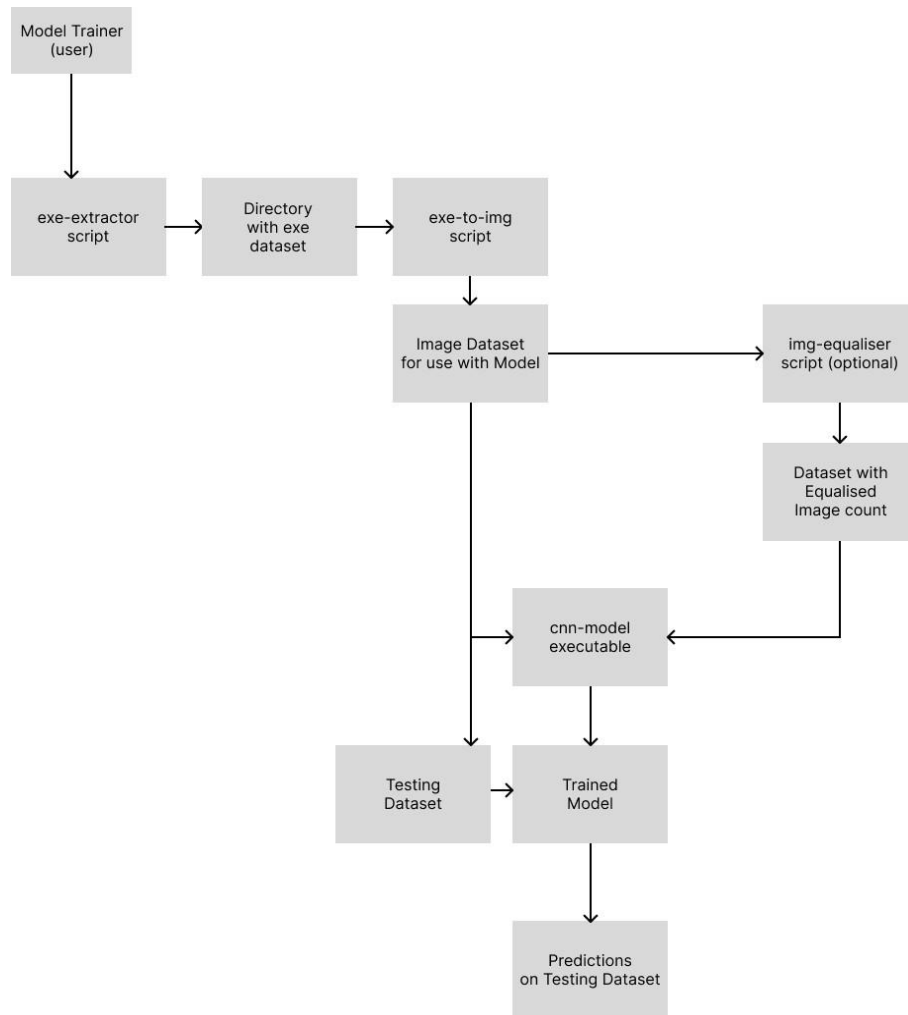 Model Trainer
(user)
exe-extractor
script
Directory
with exe
dataset
exe-to-img
script
Image Dataset
for use with Model
img-equaliser
script (optional)
Dataset with
Equalised
Image count
cnn-model
executable
Testing
Dataset
Trained
Model
Predictions
on Testing Dataset